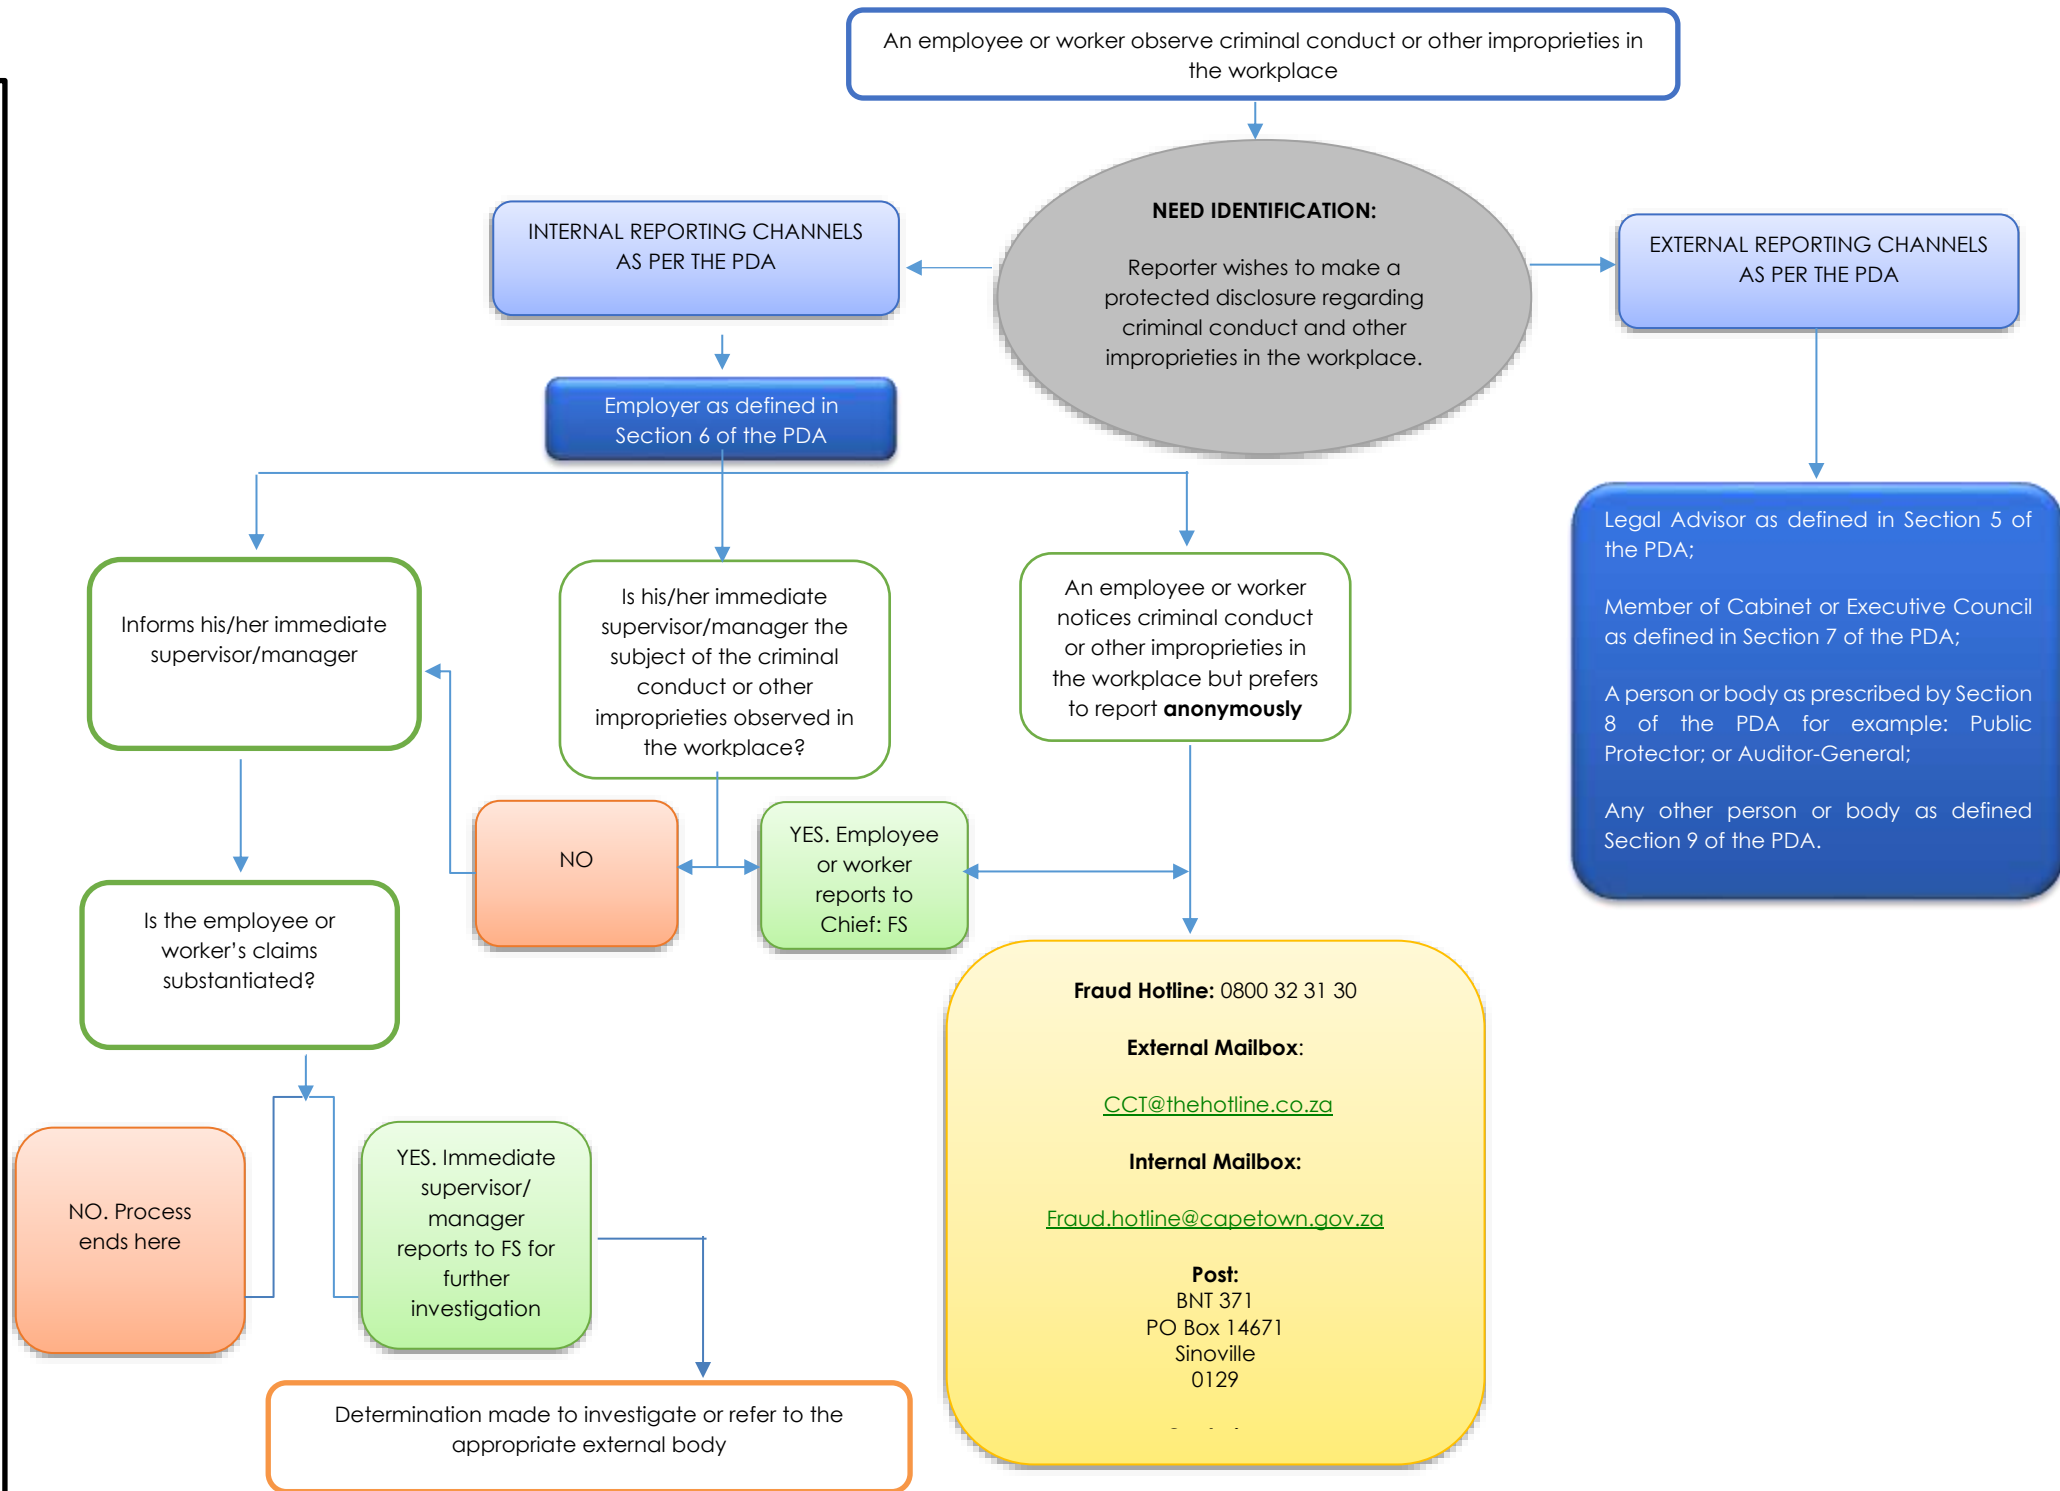 An employee or worker observe criminal conduct or other improprieties in
the workplace
NEED IDENTIFICATION:
Reporter wishes to make a
protected disclosure regarding
criminal conduct and other
improprieties in the workplace.
INTERNAL REPORTING CHANNELS
AS PER THE PDA
EXTERNAL REPORTING CHANNELS
AS PER THE PDA
Employer as defined in
Section 6 of the PDA
Legal Advisor as defined in Section 5 of
the PDA;
Member of Cabinet or Executive Council
as defined in Section 7 of the PDA;
A person or body as prescribed by Section
8 of the PDA for example: Public
Protector; or Auditor-General;
Any other person or body as defined
Section 9 of the PDA.
Informs his/her immediate
supervisor/manager
Is his/her immediate
supervisor/manager the
subject of the criminal
conduct or other
improprieties observed in
the workplace?
An employee or worker
notices criminal conduct
or other improprieties in
the workplace but prefers
to report anonymously
NO
YES. Employee
or worker
reports to
Chief: FS
Is the employee or
worker’s claims
substantiated?
NO. Process
ends here
YES. Immediate
supervisor/
manager
reports to FS for
further
investigation
Determination made to investigate or refer to the
appropriate external body
Fraud Hotline: 0800 32 31 30
External Mailbox:
CCT@thehotline.co.za
Internal Mailbox:
Fraud.hotline@capetown.gov.za
Post:
BNT 371
PO Box 14671
Sinoville
0129